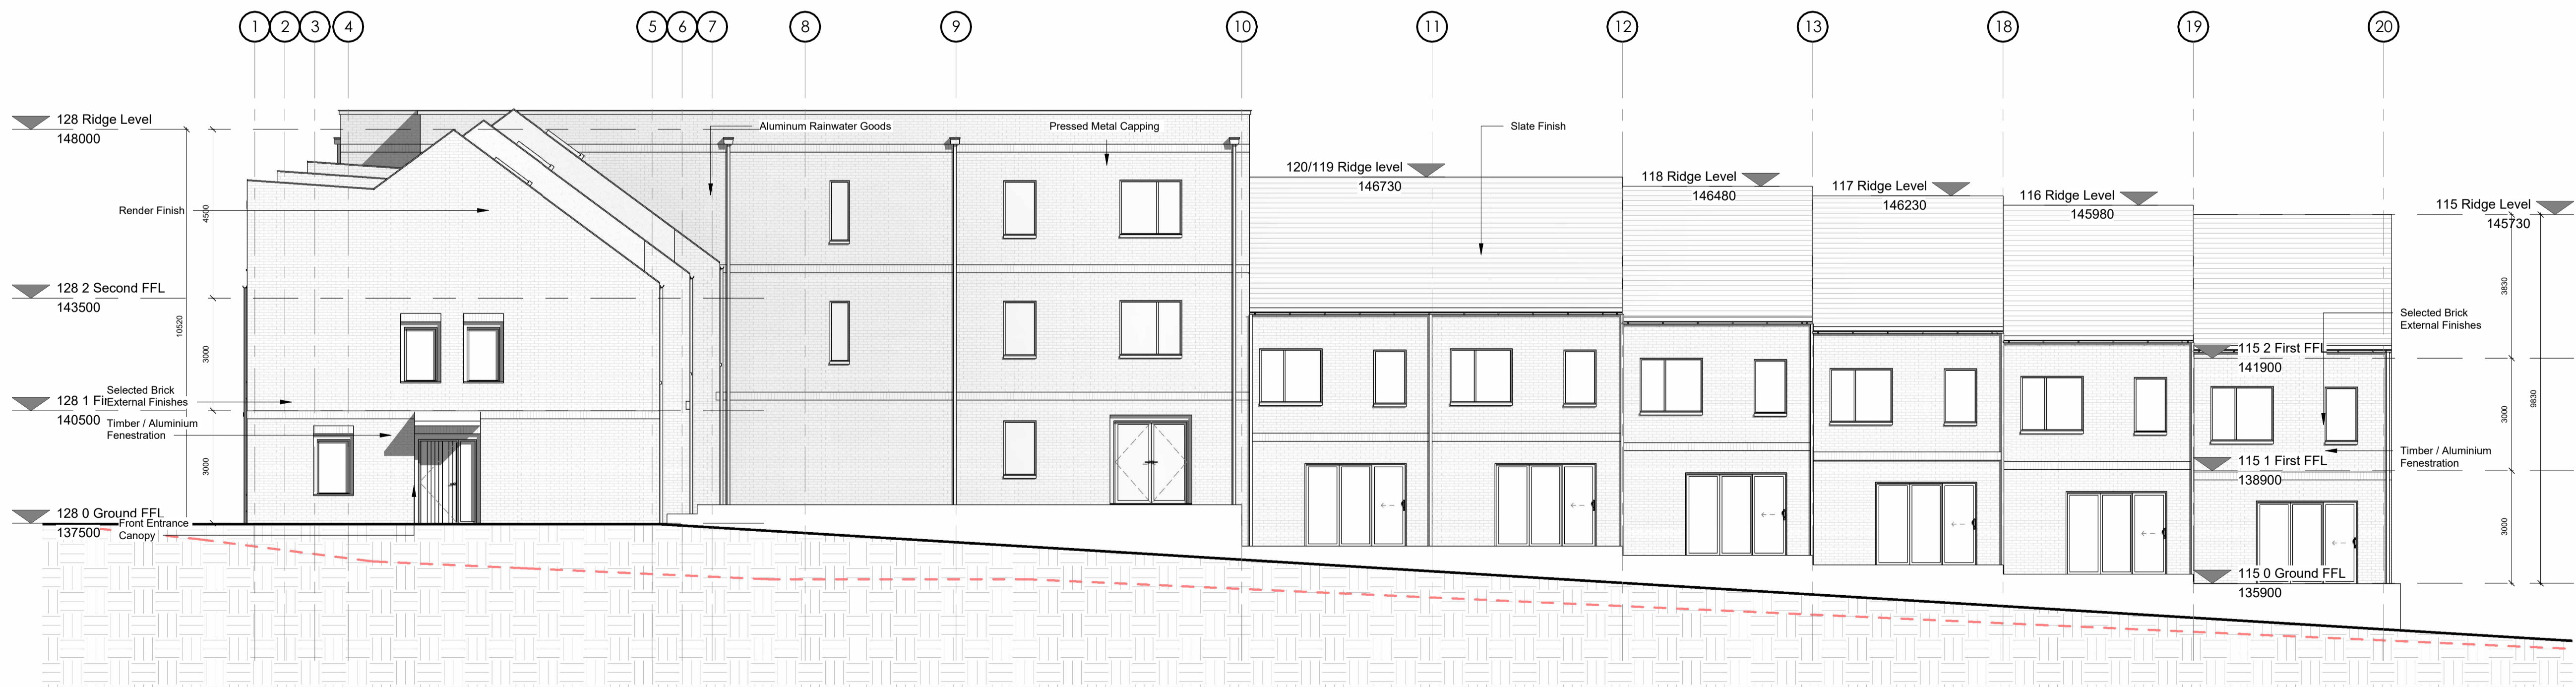 1 2 3 4 5 6 7 8 9 10 11 12 13 18 19 20
128 Ridge Level
148000
Aluminum Rainwater Goods
Pressed Metal Capping
Slate Finish
120/119 Ridge level
146730
118 Ridge Level
146480
117 Ridge Level
146230
116 Ridge Level
145980
115 Ridge Level
145730
Render Finish
4500
128 2 Second FFL
143500
10520
3000
3830
Selected Brick
External Finishes
115 2 First FFL
141900
Selected Brick
External Finishes
128 1 Fi
140500
Timber / Aluminium
Fenestration
3000
3000
9830
Timber / Aluminium
Fenestration
115 1 First FFL
138900
128 0 Ground FFL
137500
Front Entrance
Canopy
3000
115 0 Ground FFL
135900